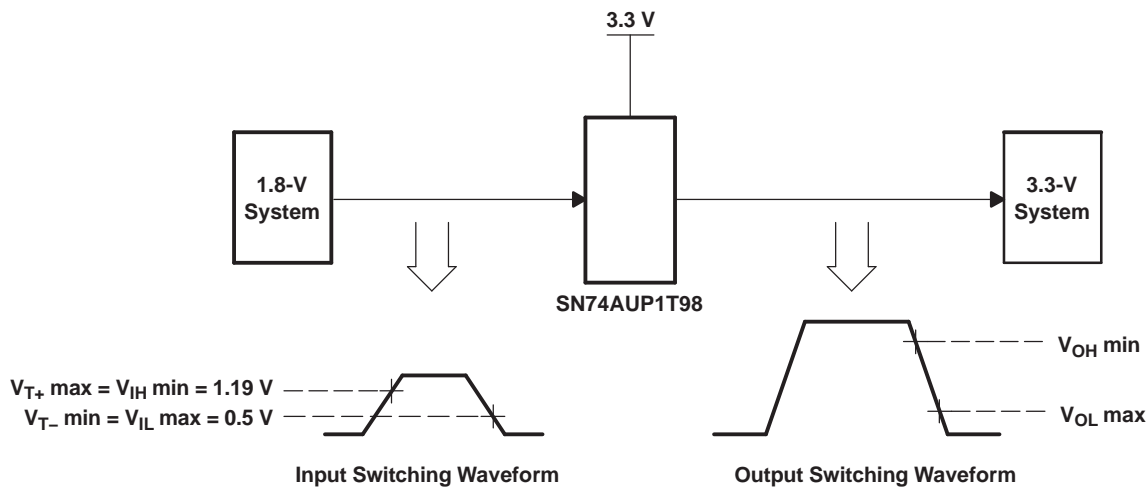 3.3 V
1.8-V
System
3.3-V
System
SN74AUP1T98
VT+ max = VIH min = 1.19 V
VT− min = VIL max = 0.5 V
VOH min
VOL max
Input Switching Waveform
Output Switching Waveform